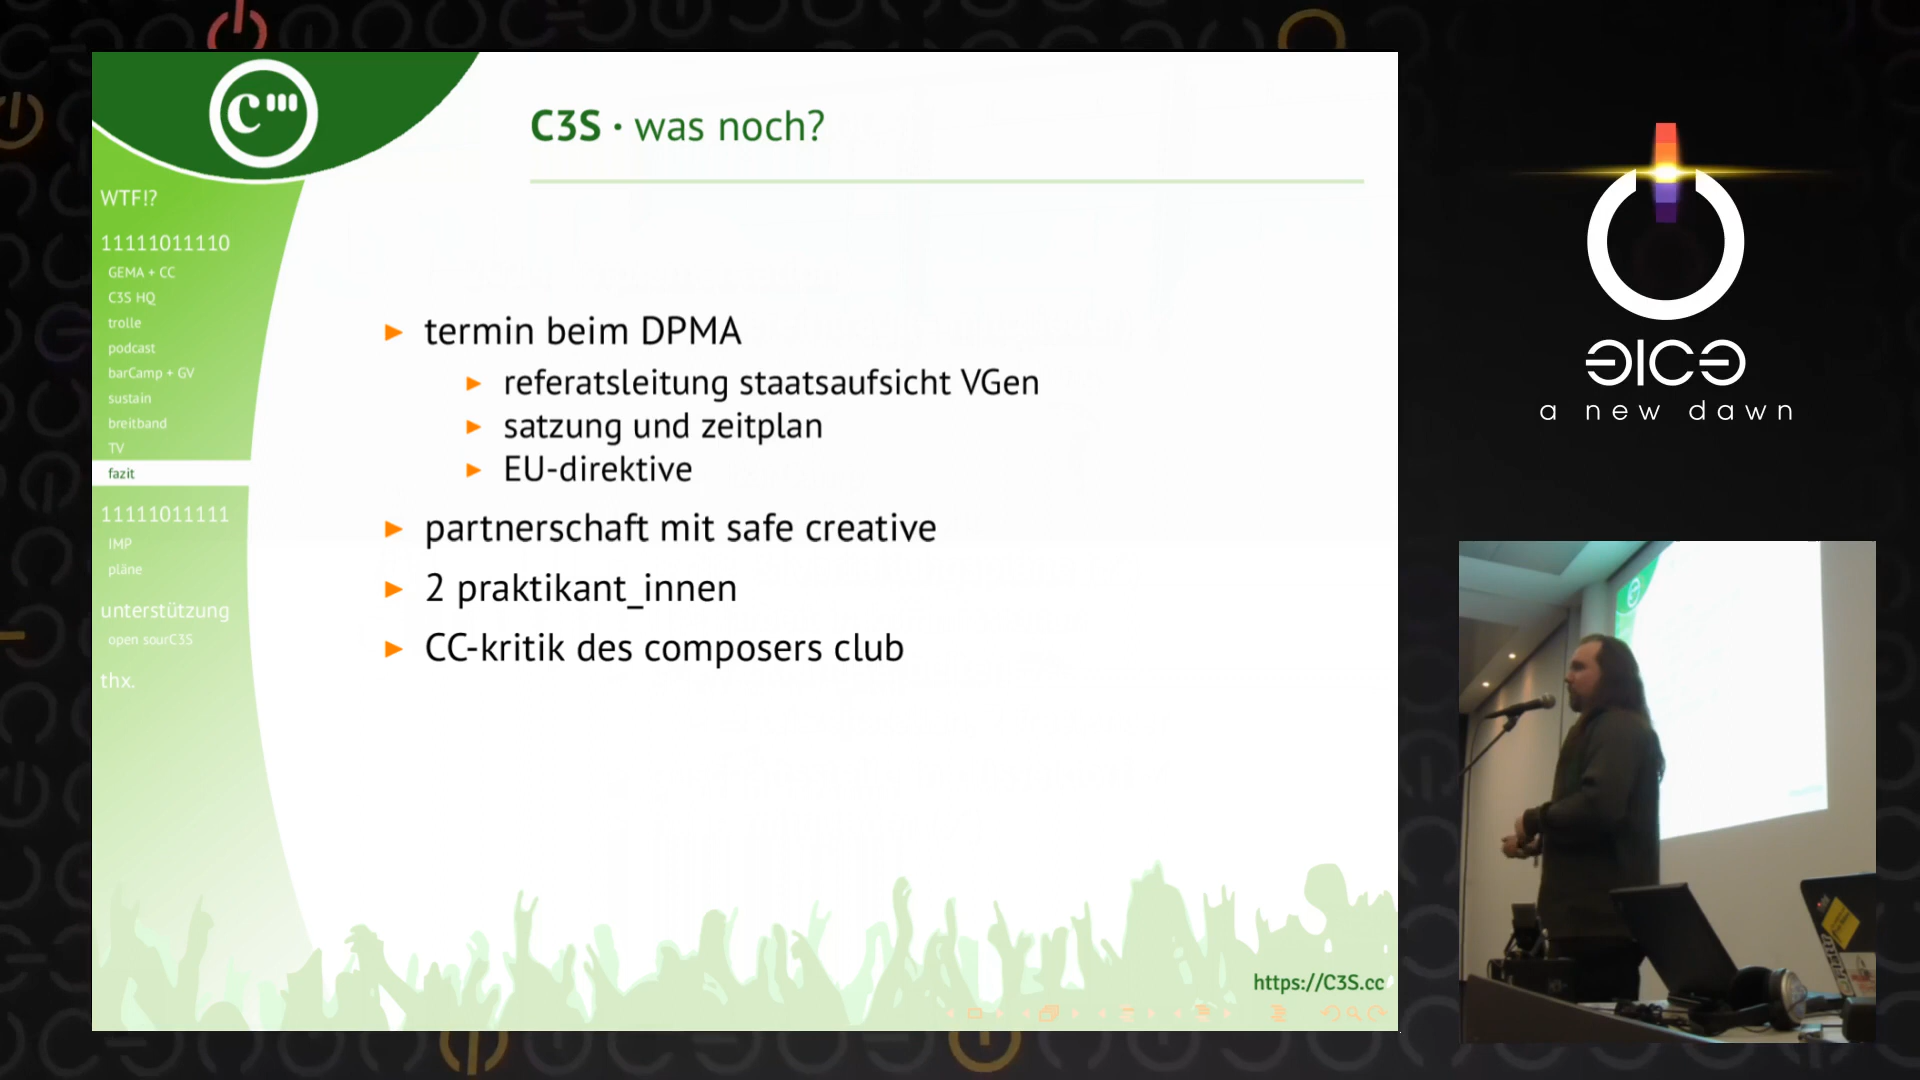 C3S · was noch?
WTF!?
11111011110
GEMA + CC
C3S HQ
trolle
podcast
barCamp + GV
sustain
breitband
TV
fazit
11111011111
IMP
pläne
unterstützung
open sourC3S
thx.
termin beim DPMA
referatsleitung staatsaufsicht VGen
satzung und zeitplan
EU-direktive
partnerschaft mit safe creative
2 praktikant_innen
CC-kritik des composers club
https://C3S.cc
a new dawn